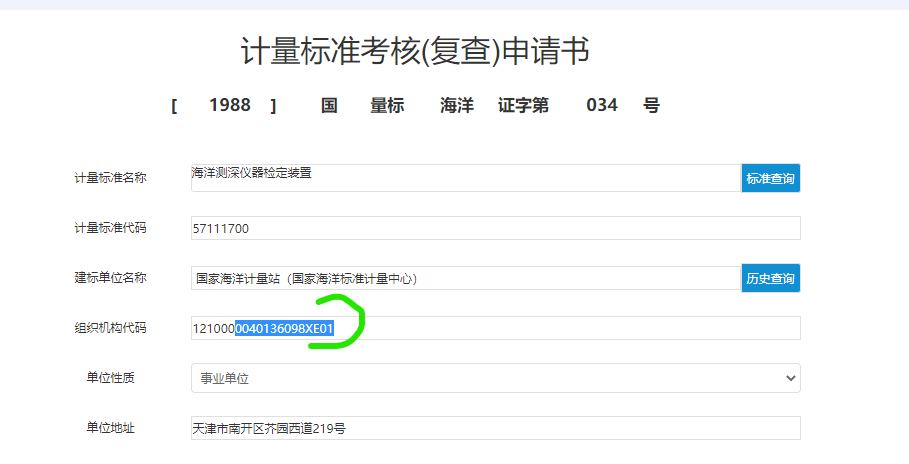 计量标准考核(复查)申请书
[ 1988 ] 国 量标 海洋 证字第 034 号
计量标准名称 海洋测深仪器检定装置 标准查询
计量标准代码 57111700
建标单位名称 国家海洋计量站（国家海洋标准计量中心） 历史查询
组织机构代码 1210000040136098XE01
单位性质 事业单位
单位地址 天津市南开区芥园西道219号